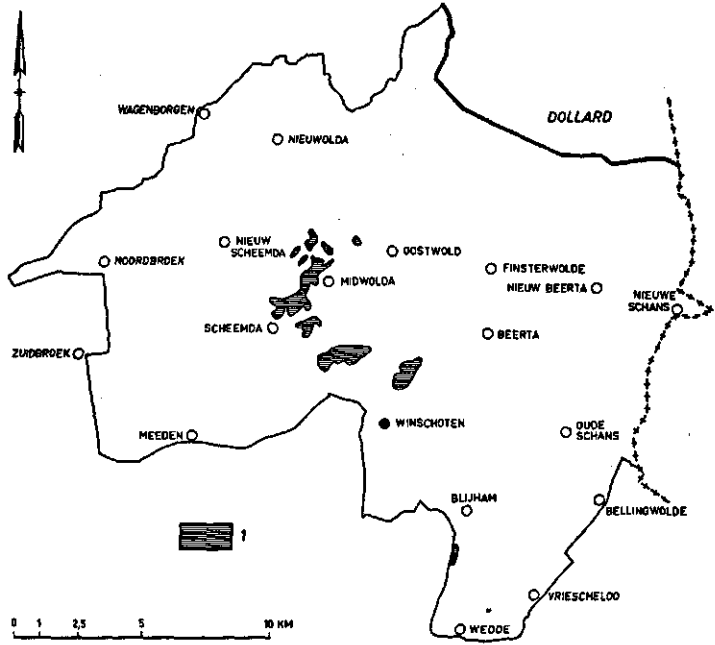 DOLLARD
WAGENBORGEN
NIEUWOLDA
NIEUW
SCHEEMDA
OOSTWOLD
NOORDBROEK
FINSTERWOLDE
MIDWOLDA
NIEUW BEERTA
NIEUWE
SCHANS
SCHEEMDA
BEERTA
ZUIDBROEK
WINSCHOTEN
MEEDEN
OUDE
SCHANS
BLIJHAM
BELLINGWOLDE
1
VRIESCHELOO
WEDDE
0 1 2,5 5 10 KM